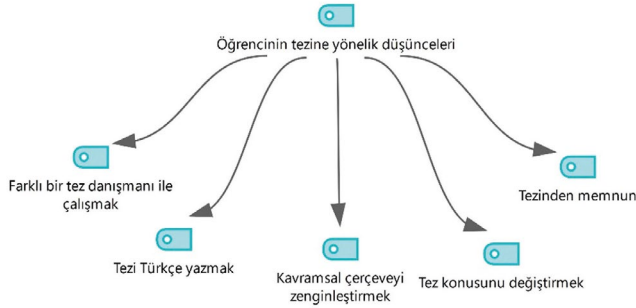 Öğrencinin tezine yönelik düşünceleri
Farklı bir tez danışmanı ile
çalışmak
Tezi Türkçe yazmak
Kavramsal çerçeveyi
zenginleştirmek
Tez konusunu değiştirmek
Tezinden memnun